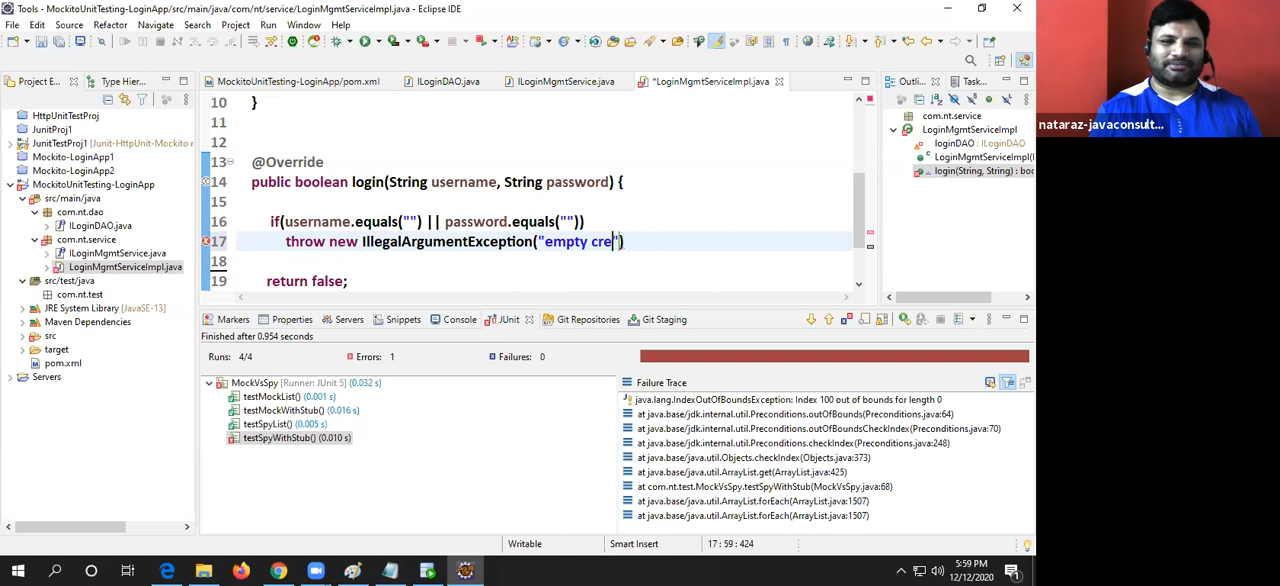 Tools - MockitoUnitTesting-LoginApp/src/main/java/com/nt/service/LoginMgmtServiceImpl.java - Eclipse IDE
File Edit Source Refactor Navigate Search Project Run Window Help
Project E... Type Hier...
MockitoUnitTesting-LoginApp/pom.xml ILoginDAO.java ILoginMgmtService.java *LoginMgmtServiceImpl.java
Outli... Task...
HttpUnitTestProj
JunitProj1
JunitTestProj1 [Junit-HttpUnit-Mockito r
Mockito-LoginApp1
Mockito-LoginApp2
MockitoUnitTesting-LoginApp
src/main/java
com.nt.dao
ILoginDAO.java
com.nt.service
ILoginMgmtService.java
LoginMgmtServiceImpl.java
src/test/java
com.nt.test
JRE System Library [JavaSE-13]
Maven Dependencies
src
target
pom.xml
Servers
10 }
11
12
13 @Override
14 public boolean login(String username, String password) {
16 if(username.equals("") || password.equals(""))
17 throw new IllegalArgumentException("empty cre")
18
19 return false;
com.nt.service
LoginMgmtServiceImpl
loginDAO : ILoginDAO
LoginMgmtServiceImpl(I
login(String, String) : boo
nataraz-javaconsult...
Markers Properties Servers Snippets Console JUnit Git Repositories Git Staging
Finished after 0.954 seconds
Runs: 4/4 Errors: 1 Failures: 0
MockVsSpy [Runner: JUnit 5] (0.032 s)
testMockList() (0.001 s)
testMockWithStub() (0.016 s)
testSpyList() (0.005 s)
testSpyWithStub() (0.010 s)
Failure Trace
java.lang.IndexOutOfBoundsException: Index 100 out of bounds for length 0
at java.base/jdk.internal.util.Preconditions.outOfBounds(Preconditions.java:64)
at java.base/jdk.internal.util.Preconditions.outOfBoundsCheckIndex(Preconditions.java:70)
at java.base/jdk.internal.util.Preconditions.checkIndex(Preconditions.java:248)
at java.base/java.util.Objects.checkIndex(Objects.java:373)
at java.base/java.util.ArrayList.get(ArrayList.java:425)
at com.nt.test.MockVsSpy.testSpyWithStub(MockVsSpy.java:68)
at java.base/java.util.ArrayList.forEach(ArrayList.java:1507)
at java.base/java.util.ArrayList.forEach(ArrayList.java:1507)
Writable Smart Insert 17 : 59 : 424
5:59 PM
12/12/2020